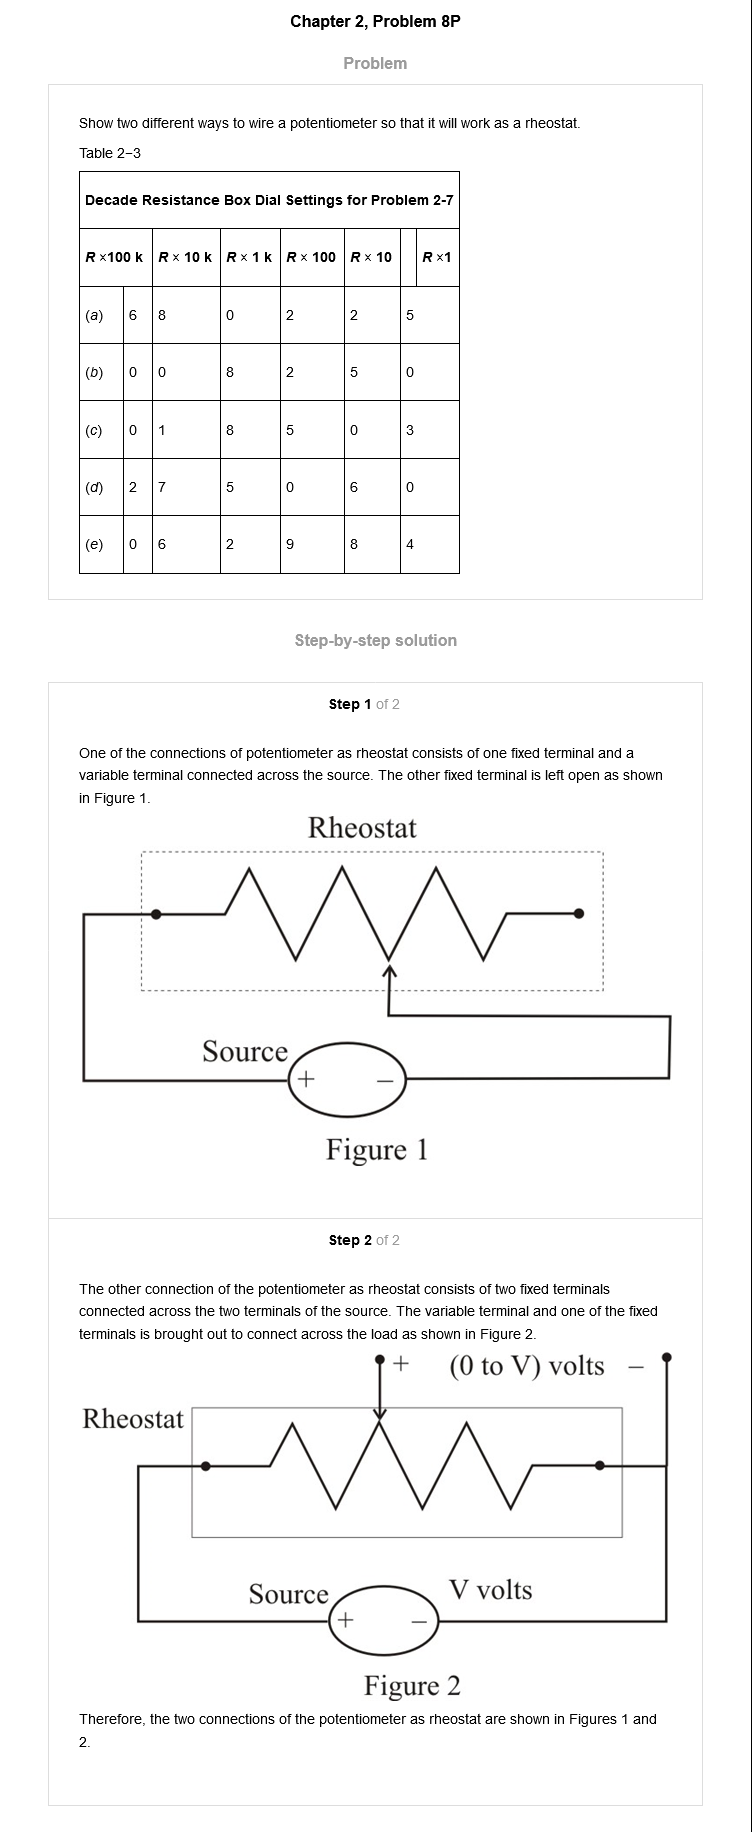 Chapter 2, Problem 8P
Problem
Show two different ways to wire a potentiometer so that it will work as a rheostat.
Table 2–3
Decade Resistance Box Dial Settings for Problem 2-7
R ×100 k R × 10 k R × 1 k R × 100 R × 10 R ×1
(a) 6 8 0 2 2 5
(b) 0 0 8 2 5 0
(c) 0 1 8 5 0 3
(d) 2 7 5 0 6 0
(e) 0 6 2 9 8 4
Step-by-step solution
Step 1 of 2
One of the connections of potentiometer as rheostat consists of one fixed terminal and a
variable terminal connected across the source. The other fixed terminal is left open as shown
in Figure 1.
Rheostat
Source
+ −
Figure 1
Step 2 of 2
The other connection of the potentiometer as rheostat consists of two fixed terminals
connected across the two terminals of the source. The variable terminal and one of the fixed
terminals is brought out to connect across the load as shown in Figure 2.
+ (0 to V) volts −
Rheostat
Source V volts
+ −
Figure 2
Therefore, the two connections of the potentiometer as rheostat are shown in Figures 1 and
2.